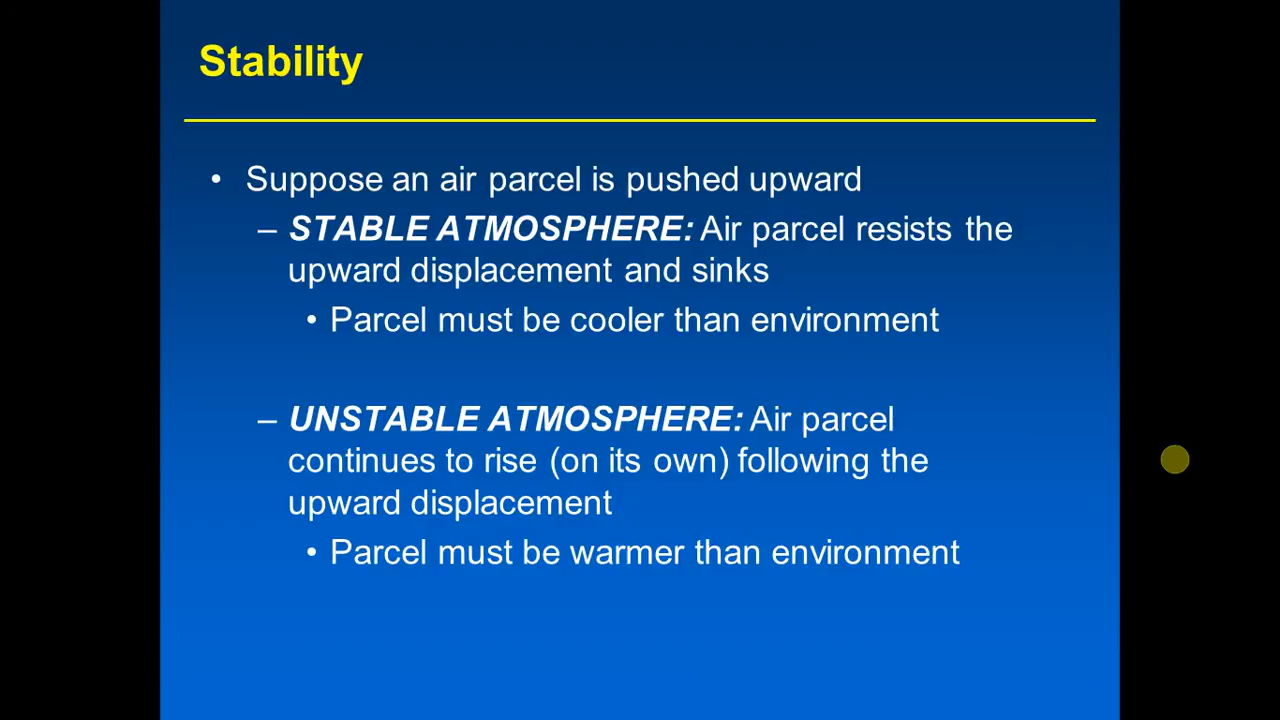 Stability
• Suppose an air parcel is pushed upward
– STABLE ATMOSPHERE: Air parcel resists the
upward displacement and sinks
• Parcel must be cooler than environment
– UNSTABLE ATMOSPHERE: Air parcel
continues to rise (on its own) following the
upward displacement
• Parcel must be warmer than environment